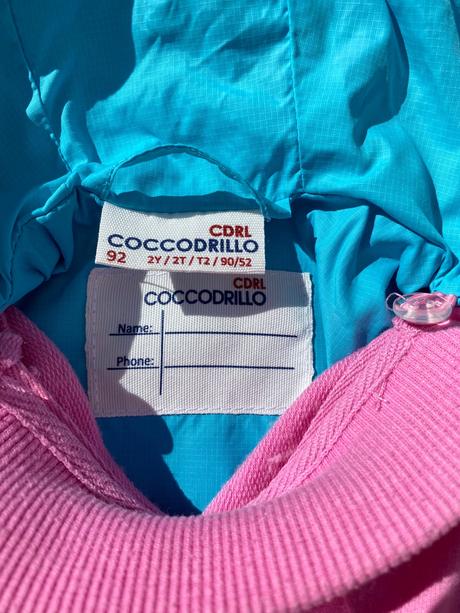 CDRL
COCCODRILLO
92 2Y / 2T / T2 / 90/52
CDRL
COCCODRILLO
Name:
Phone: